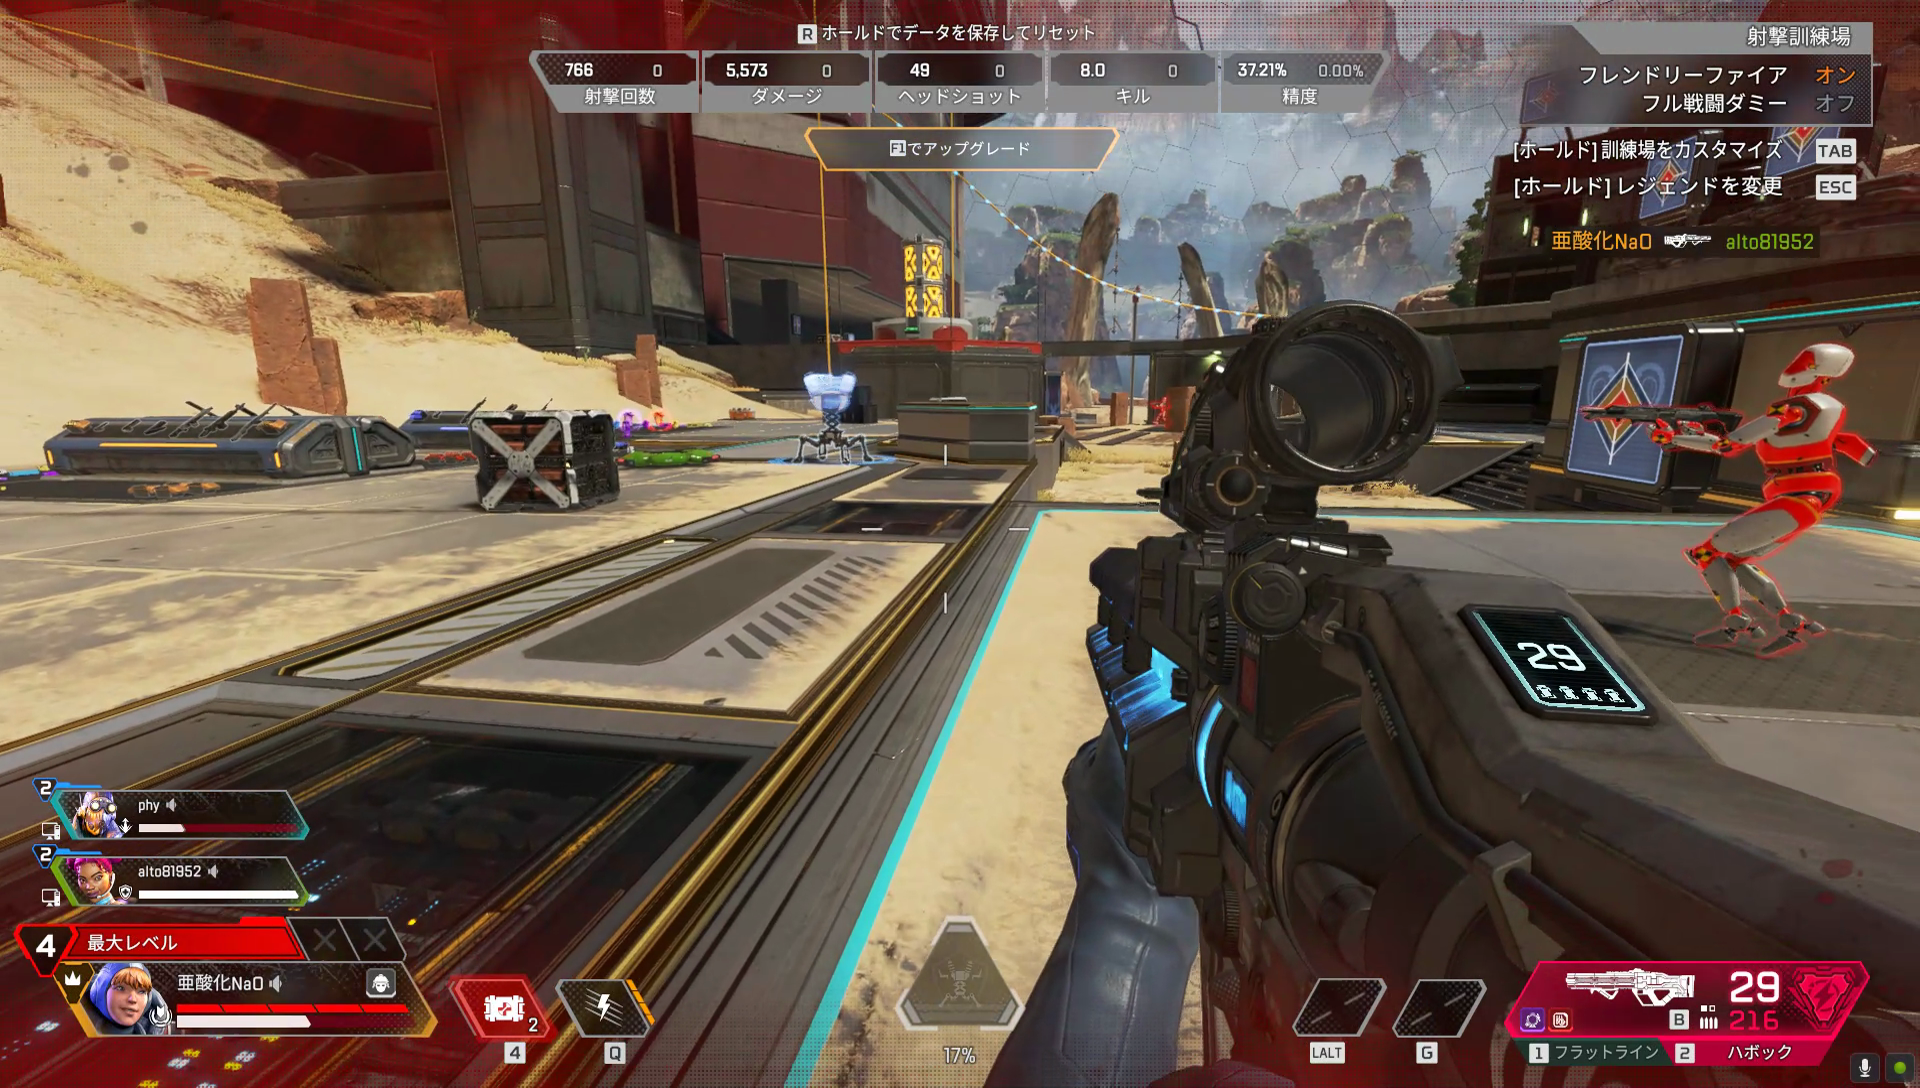 R ホールドでデータを保存してリセット
766 0
射撃回数
5,573 0
ダメージ
49 0
ヘッドショット
8.0 0
キル
37.21% 0.00%
精度
F1でアップグレード
射撃訓練場
フレンドリーファイア オン
フル戦闘ダミー オフ
[ホールド]訓練場をカスタマイズ TAB
[ホールド]レジェンドを変更 ESC
亜酸化NaO alto81952
29
2
phy
2
alto81952
4 最大レベル
亜酸化NaO
2
4
Q
17%
LALT
G
29
B 216
1 フラットライン 2 ハボック